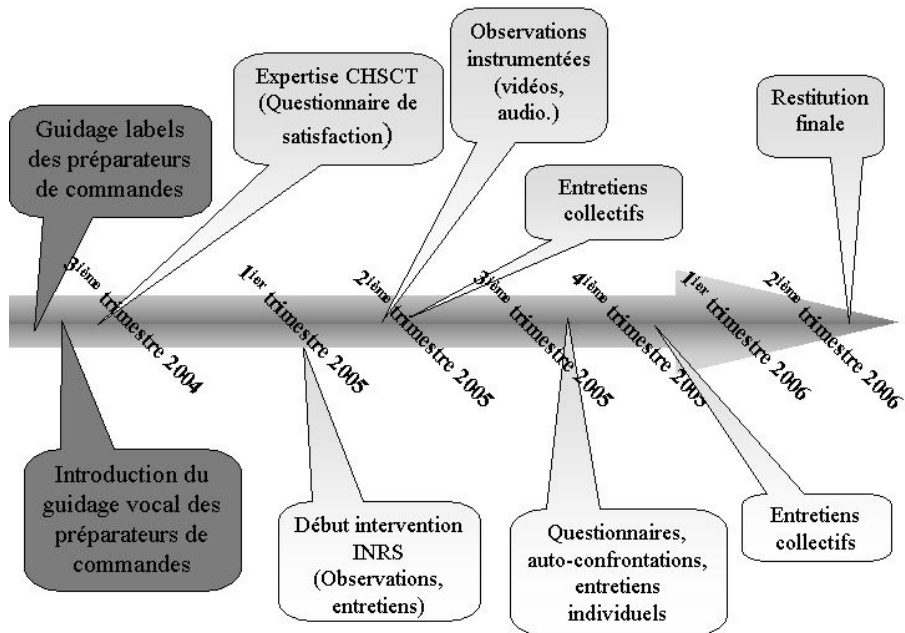 Guidage labels
des préparateurs
de commandes
Expertise CHSCT
(Questionnaire de
satisfaction)
Observations
instrumentées
(vidéos,
audio.)
Entretiens
collectifs
Restitution
finale
3ième trimestre 2004
1ier trimestre 2005
2ième trimestre 2005
3ième trimestre 2005
4ième trimestre 2005
1ier trimestre 2006
2ième trimestre 2006
Introduction du
guidage vocal des
préparateurs de
commandes
Début intervention
INRS
(Observations,
entretiens)
Questionnaires,
auto-confrontations,
entretiens
individuels
Entretiens
collectifs